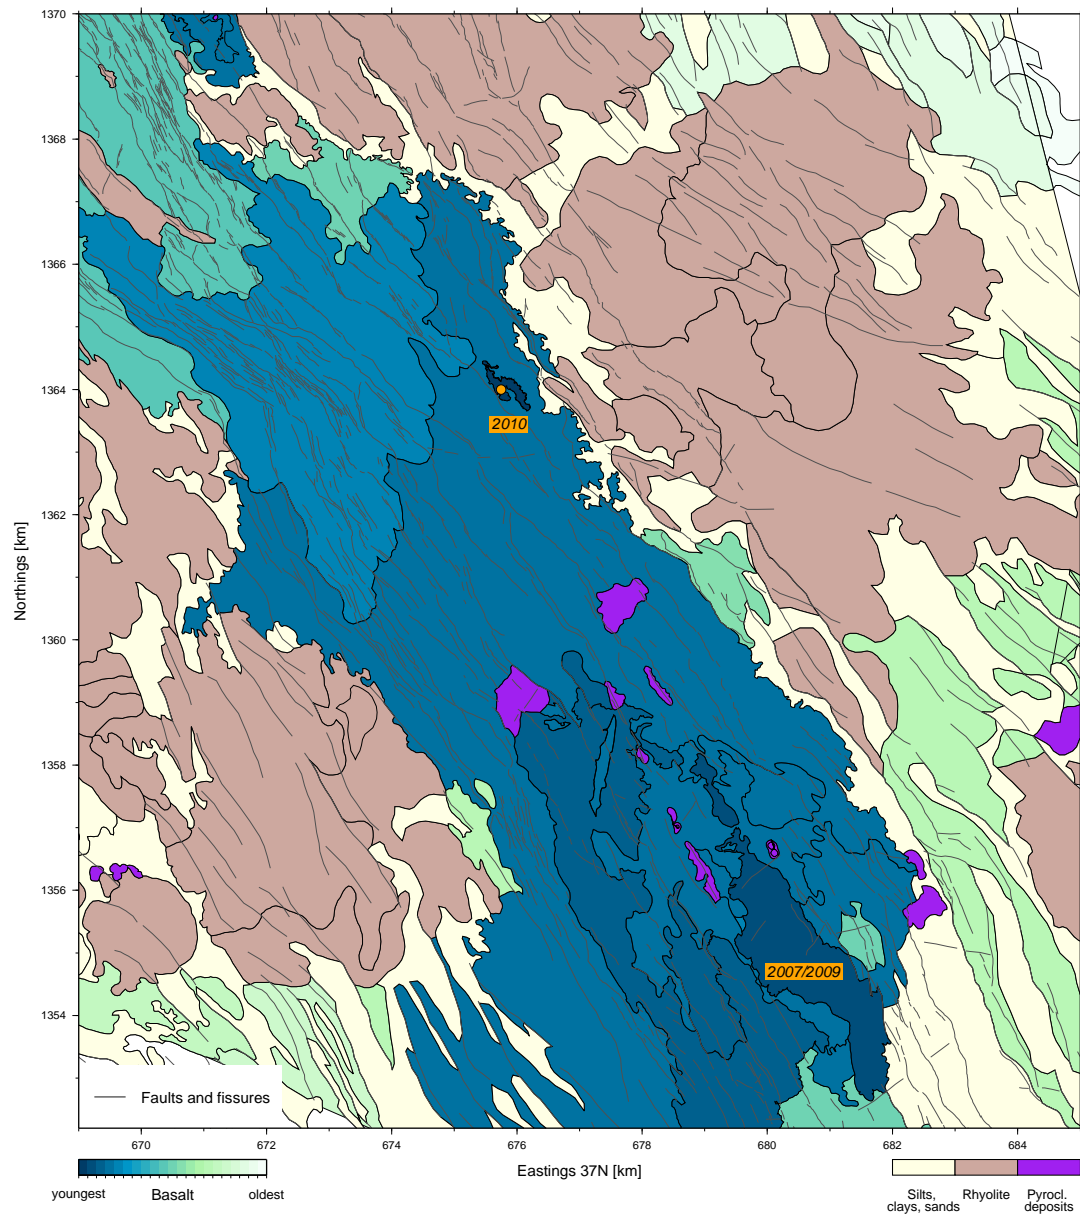 1370
1368
1366
1364
1362
1360
1358
1356
1354
Northings [km]
2010
2007/2009
Faults and fissures
670
672
674
676
678
680
682
684
Eastings 37N [km]
youngest
Basalt
oldest
Silts,
clays, sands
Rhyolite
Pyrocl.
deposits